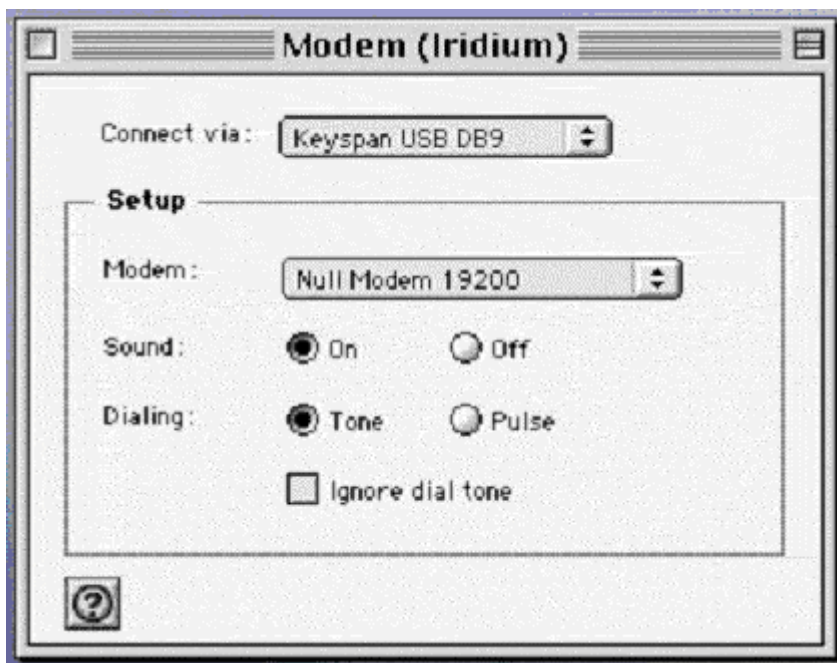 Modem (Iridium)
Connect via: Keyspan USB DB9
Setup
Modem: Null Modem 19200
Sound: On Off
Dialing: Tone Pulse
Ignore dial tone
?